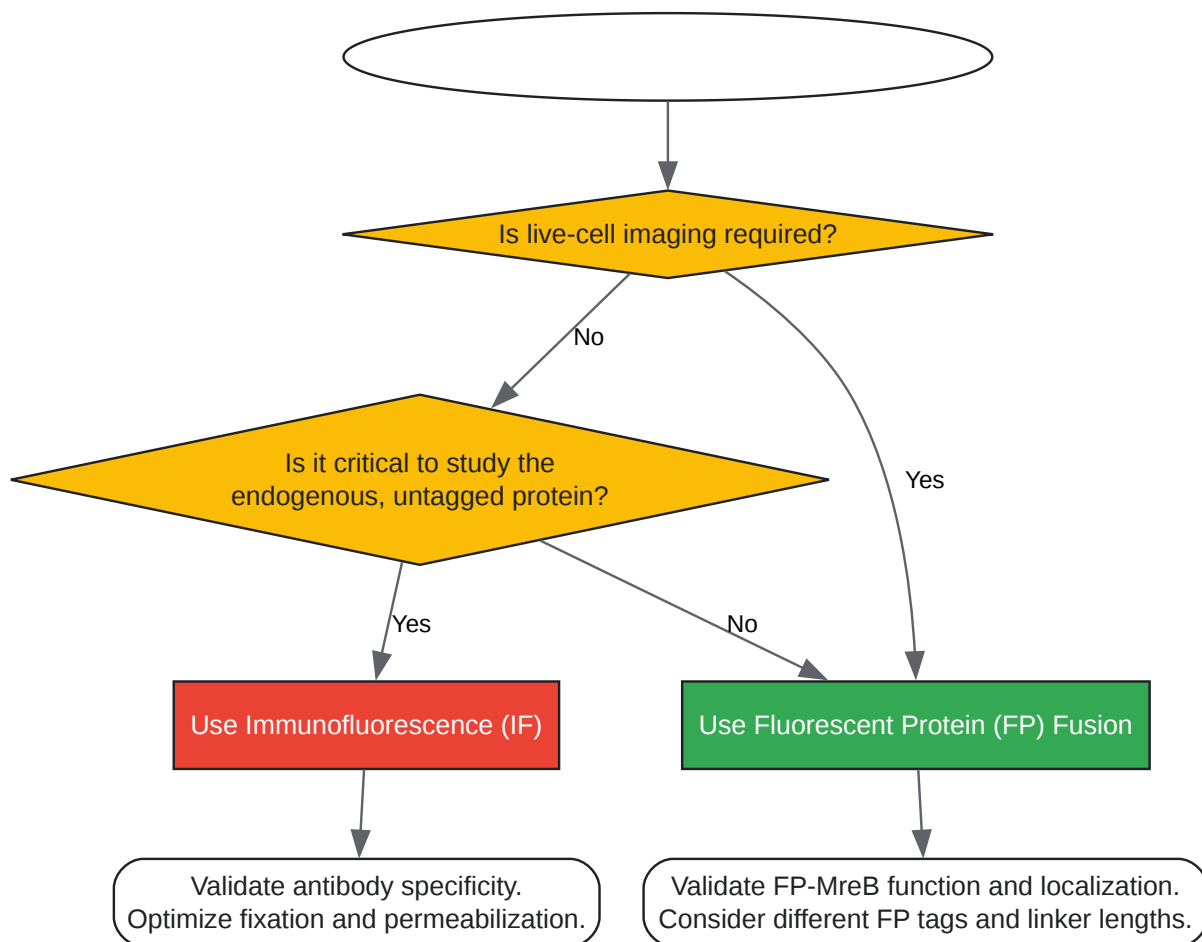 Is live-cell imaging required?
No
Is it critical to study the
endogenous, untagged protein?
Yes
Yes
No
Use Immunofluorescence (IF)
Use Fluorescent Protein (FP) Fusion
Validate antibody specificity.
Optimize fixation and permeabilization.
Validate FP-MreB function and localization.
Consider different FP tags and linker lengths.